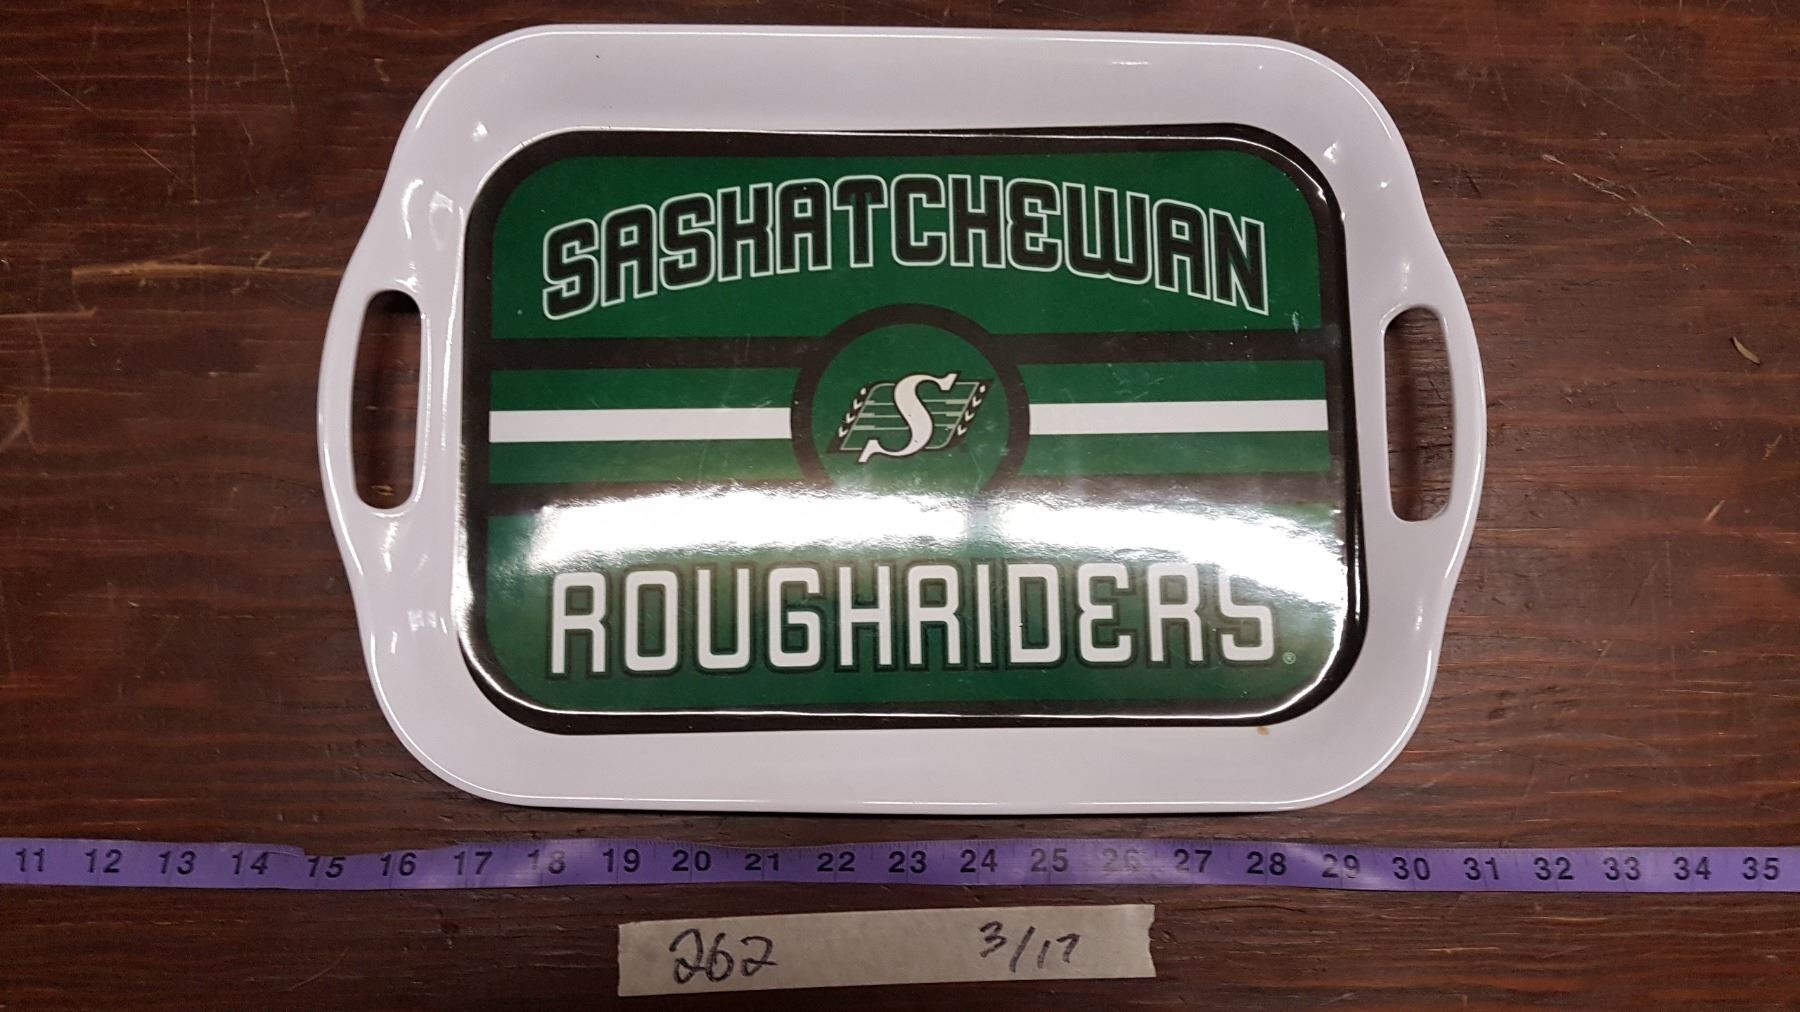 SASKATCHEWAN
S
ROUGHRIDERS®
11 12 13 14 15 16 17 18 19 20 21 22 23 24 25 26 27 28 29 30 31 32 33 34 35
262 3/17